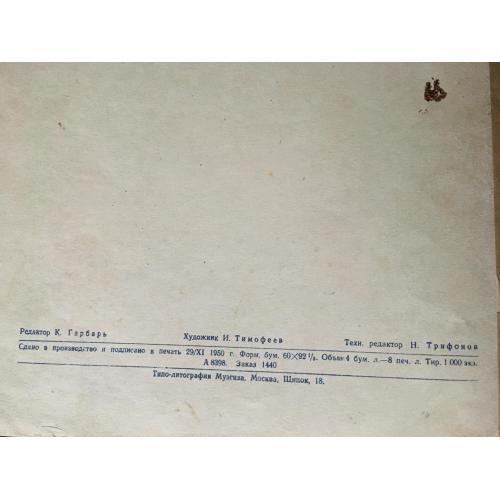 Редактор К. Гарбарь Художник И. Тимофеев Техн. редактор Н. Трифонов
Сдано в производство и подписано в печать 29/XI 1950 г. Форм. бум. 60×92 1/8. Объем 4 бум. л.—8 печ. л. Тир. 1 000 экз.
А 8398. Заказ 1440
Типо-литография Музгиза. Москва, Щипок, 18.